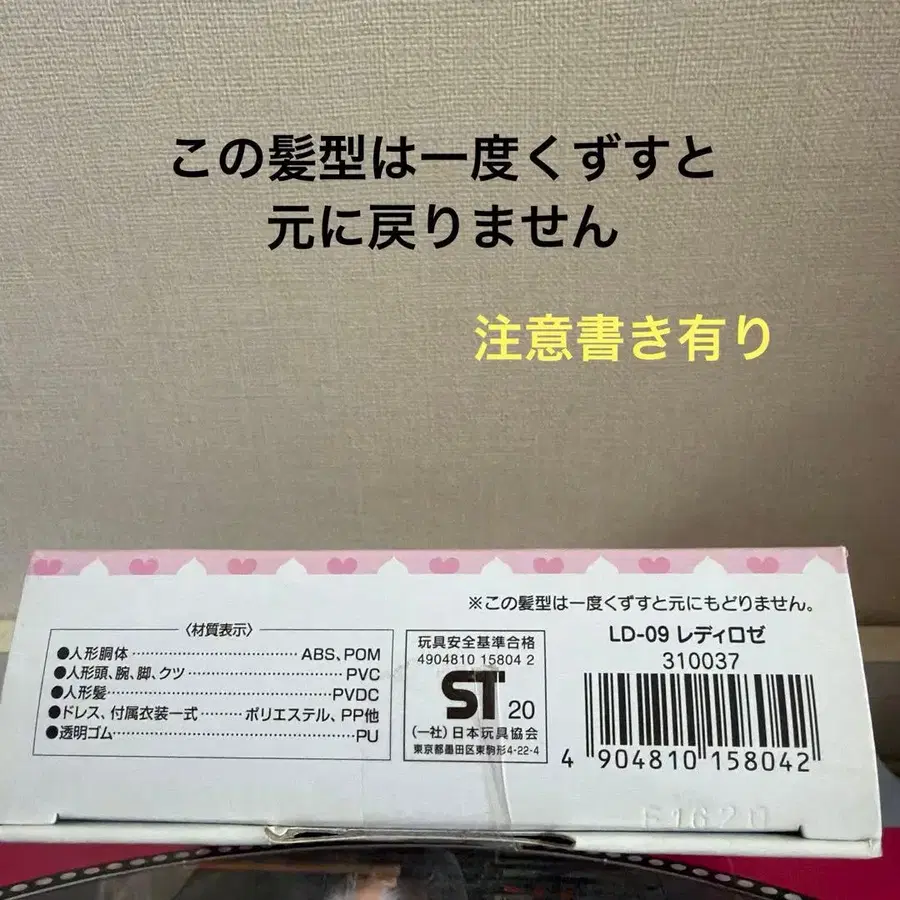 この髪型は一度くずすと
元に戻りません
注意書き有り
※この髪型は一度くずすと元にもどりません。
〈材質表示〉
●人形胴体……………………………ABS、POM
●人形頭、腕、脚、クツ……………………PVC
●人形髪……………………………PVDC
●ドレス、付属衣装一式………ポリエステル、PP他
●透明ゴム……………………………………PU
玩具安全基準合格
4904810 15804 2
ST 20
(一社)日本玩具協会
東京都墨田区東駒形4-22-4
LD-09 レディロゼ
310037
4 904810 158042